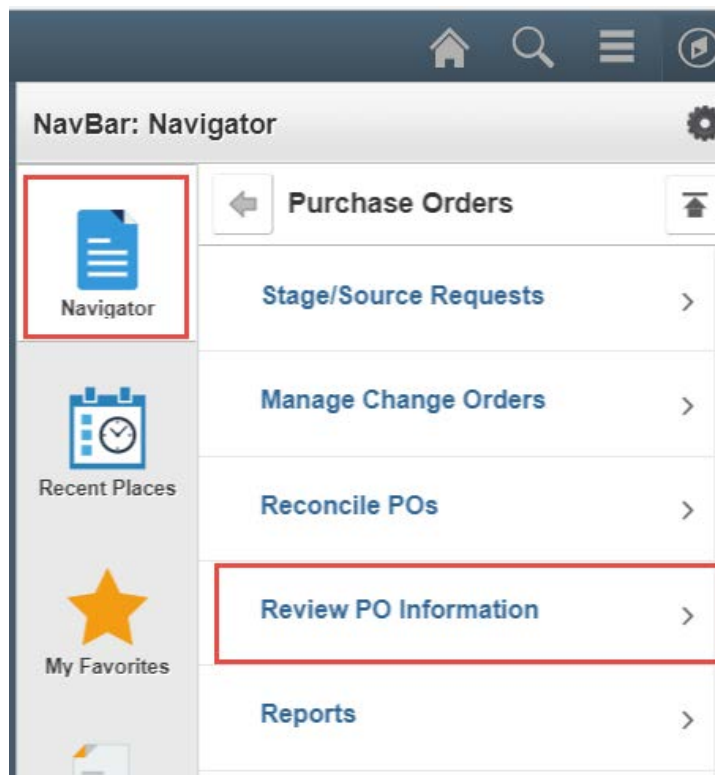 NavBar: Navigator
Navigator
Purchase Orders
Stage/Source Requests
Manage Change Orders
Recent Places
Reconcile POs
Review PO Information
My Favorites
Reports